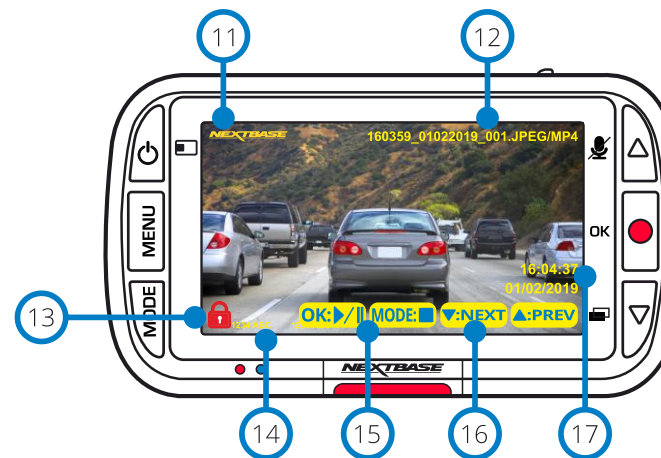 11
12
NEXTBASE
160359_01022019_001.JPEG/MP4
MENU
OK
16:04:37
01/02/2019
MODE
13
OK:▶/II
MODE:■
▼:NEXT
▲:PREV
NEXTBASE
14
15
16
17